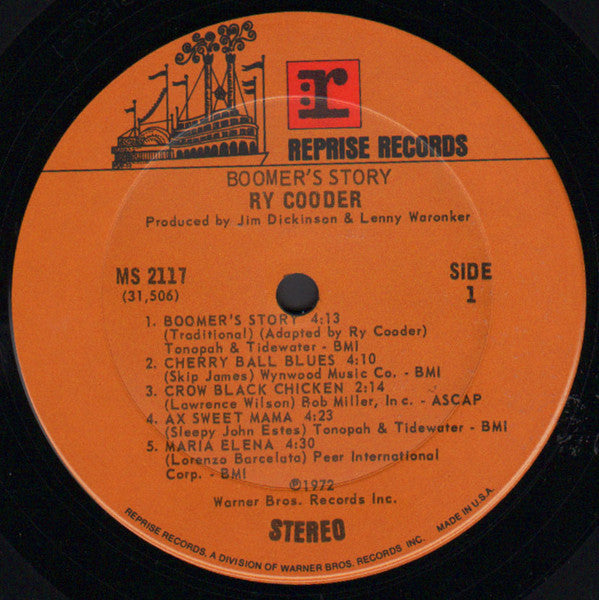 r
REPRISE RECORDS
BOOMER'S STORY
RY COODER
Produced by Jim Dickinson & Lenny Waronker
MS 2117
(31,506)
SIDE
1
1. BOOMER'S STORY 4:13
(Traditional) (Adapted by Ry Cooder)
Tonopah & Tidewater - BMI
2. CHERRY BALL BLUES 4:10
(Skip James) Wynwood Music Co. - BMI
3. CROW BLACK CHICKEN 2:14
(Lawrence Wilson) Bob Miller, Inc. - ASCAP
4. AX SWEET MAMA 4:23
(Sleepy John Estes) Tonopah & Tidewater - BMI
5. MARIA ELENA 4:30
(Lorenzo Barcelata) Peer International
Corp. - BMI
℗1972
Warner Bros. Records Inc.
STEREO
REPRISE RECORDS, A DIVISION OF WARNER BROS. RECORDS INC. MADE IN U.S.A.